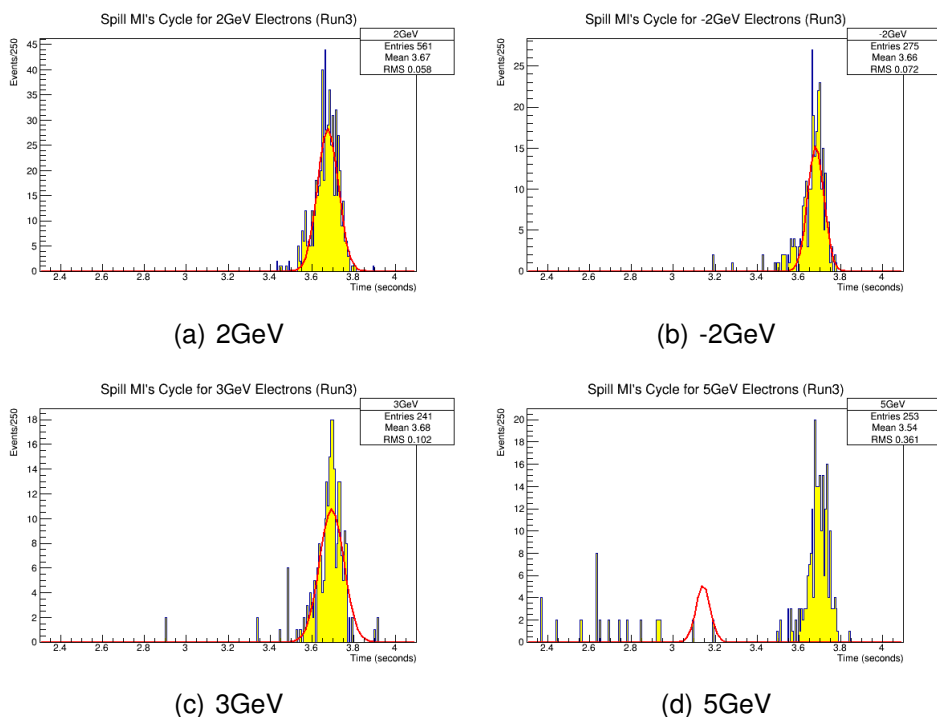 Spill MI's Cycle for 2GeV Electrons (Run3)
2GeV
Entries 561
Mean 3.67
RMS 0.058
Events/250
45
40
35
30
25
20
15
10
5
0
2.4 2.6 2.8 3 3.2 3.4 3.6 3.8 4
Time (seconds)
(a) 2GeV
Spill MI's Cycle for -2GeV Electrons (Run3)
-2GeV
Entries 275
Mean 3.66
RMS 0.072
Events/250
25
20
15
10
5
0
2.4 2.6 2.8 3 3.2 3.4 3.6 3.8 4
Time (seconds)
(b) -2GeV
Spill MI's Cycle for 3GeV Electrons (Run3)
3GeV
Entries 241
Mean 3.68
RMS 0.102
Events/250
18
16
14
12
10
8
6
4
2
0
2.4 2.6 2.8 3 3.2 3.4 3.6 3.8 4
Time (seconds)
(c) 3GeV
Spill MI's Cycle for 5GeV Electrons (Run3)
5GeV
Entries 253
Mean 3.54
RMS 0.361
Events/250
20
18
16
14
12
10
8
6
4
2
0
2.4 2.6 2.8 3 3.2 3.4 3.6 3.8 4
Time (seconds)
(d) 5GeV